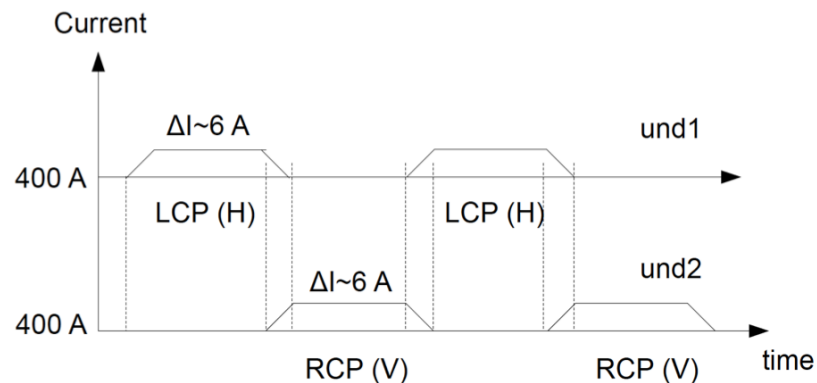 Current
ΔI~6 A
und1
400 A
LCP (H)
LCP (H)
ΔI~6 A
und2
400 A
RCP (V)
RCP (V)
time